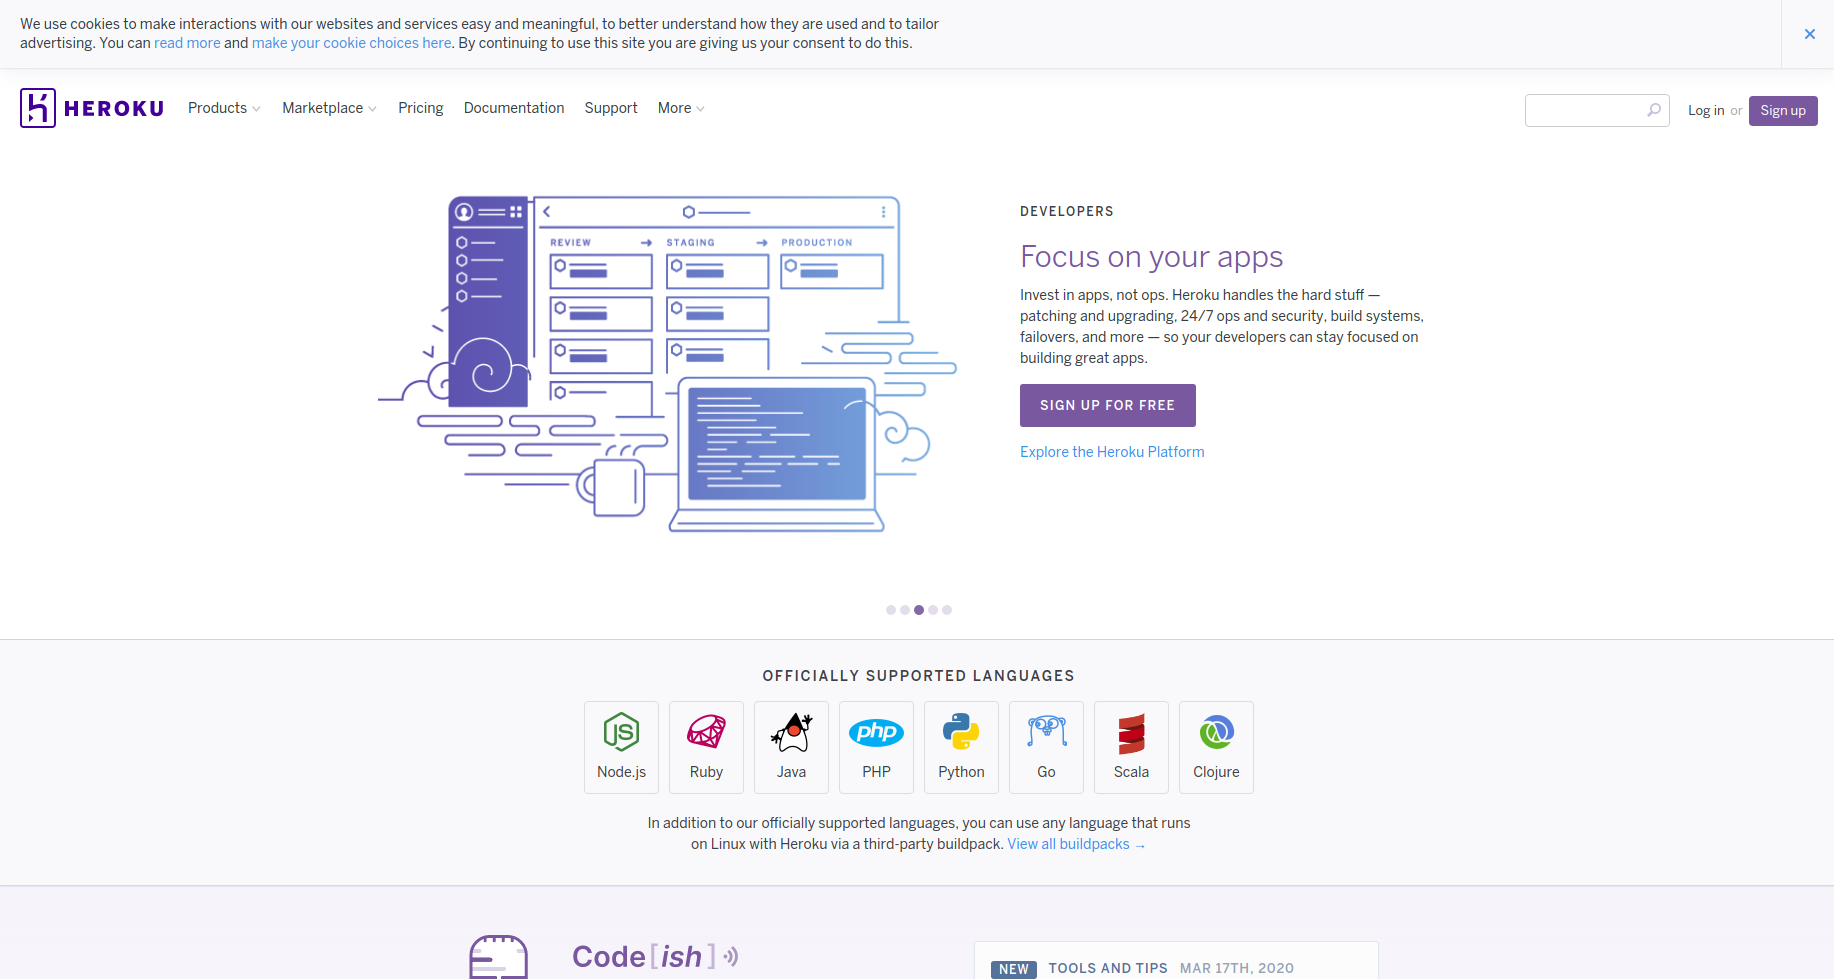 We use cookies to make interactions with our websites and services easy and meaningful, to better understand how they are used and to tailor
advertising. You can read more and make your cookie choices here. By continuing to use this site you are giving us your consent to do this.
HEROKU
Products
Marketplace
Pricing
Documentation
Support
More
Log in or
Sign up
REVIEW
STAGING
PRODUCTION
DEVELOPERS
Focus on your apps
Invest in apps, not ops. Heroku handles the hard stuff —
patching and upgrading, 24/7 ops and security, build systems,
failovers, and more — so your developers can stay focused on
building great apps.
SIGN UP FOR FREE
Explore the Heroku Platform
OFFICIALLY SUPPORTED LANGUAGES
JS
php
Node.js
Ruby
Java
PHP
Python
Go
Scala
Clojure
In addition to our officially supported languages, you can use any language that runs
on Linux with Heroku via a third-party buildpack. View all buildpacks →
Code[ish]
NEW TOOLS AND TIPS MAR 17TH, 2020